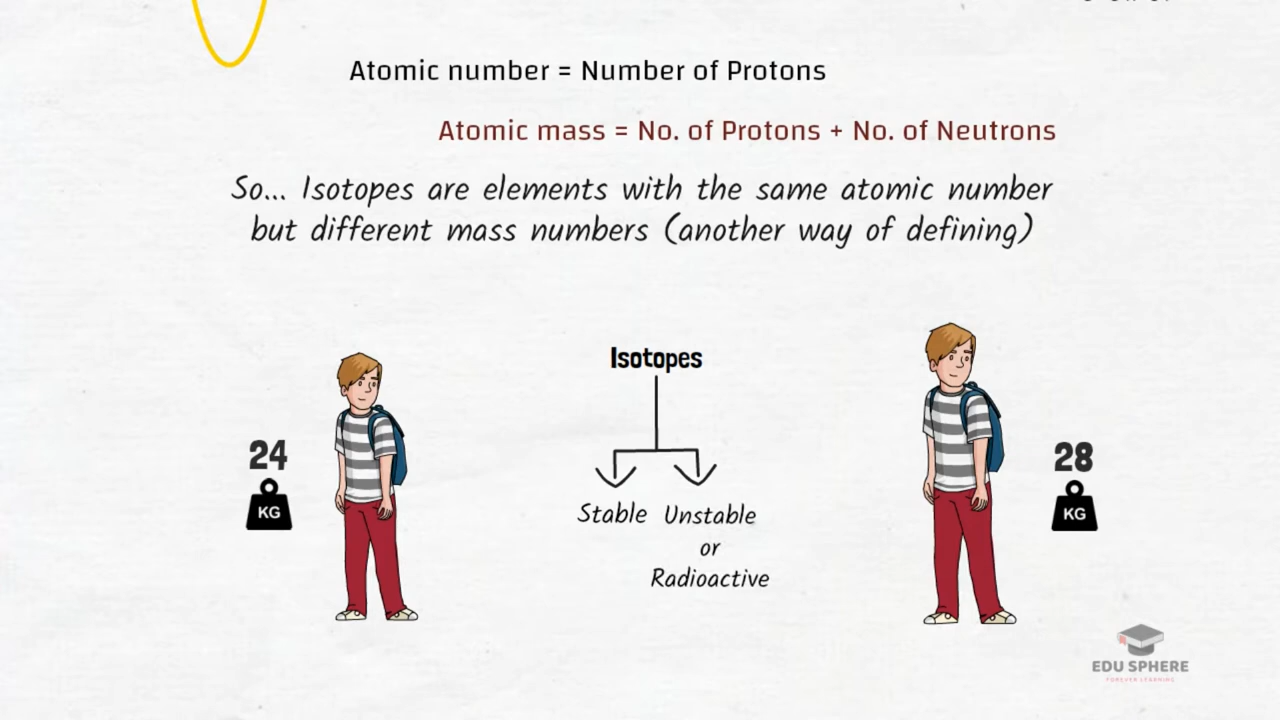 Atomic number = Number of Protons
Atomic mass = No. of Protons + No. of Neutrons
So... Isotopes are elements with the same atomic number
but different mass numbers (another way of defining)
Isotopes
24
KG
28
KG
Stable Unstable
or
Radioactive
EDU SPHERE
FOREVER LEARNING